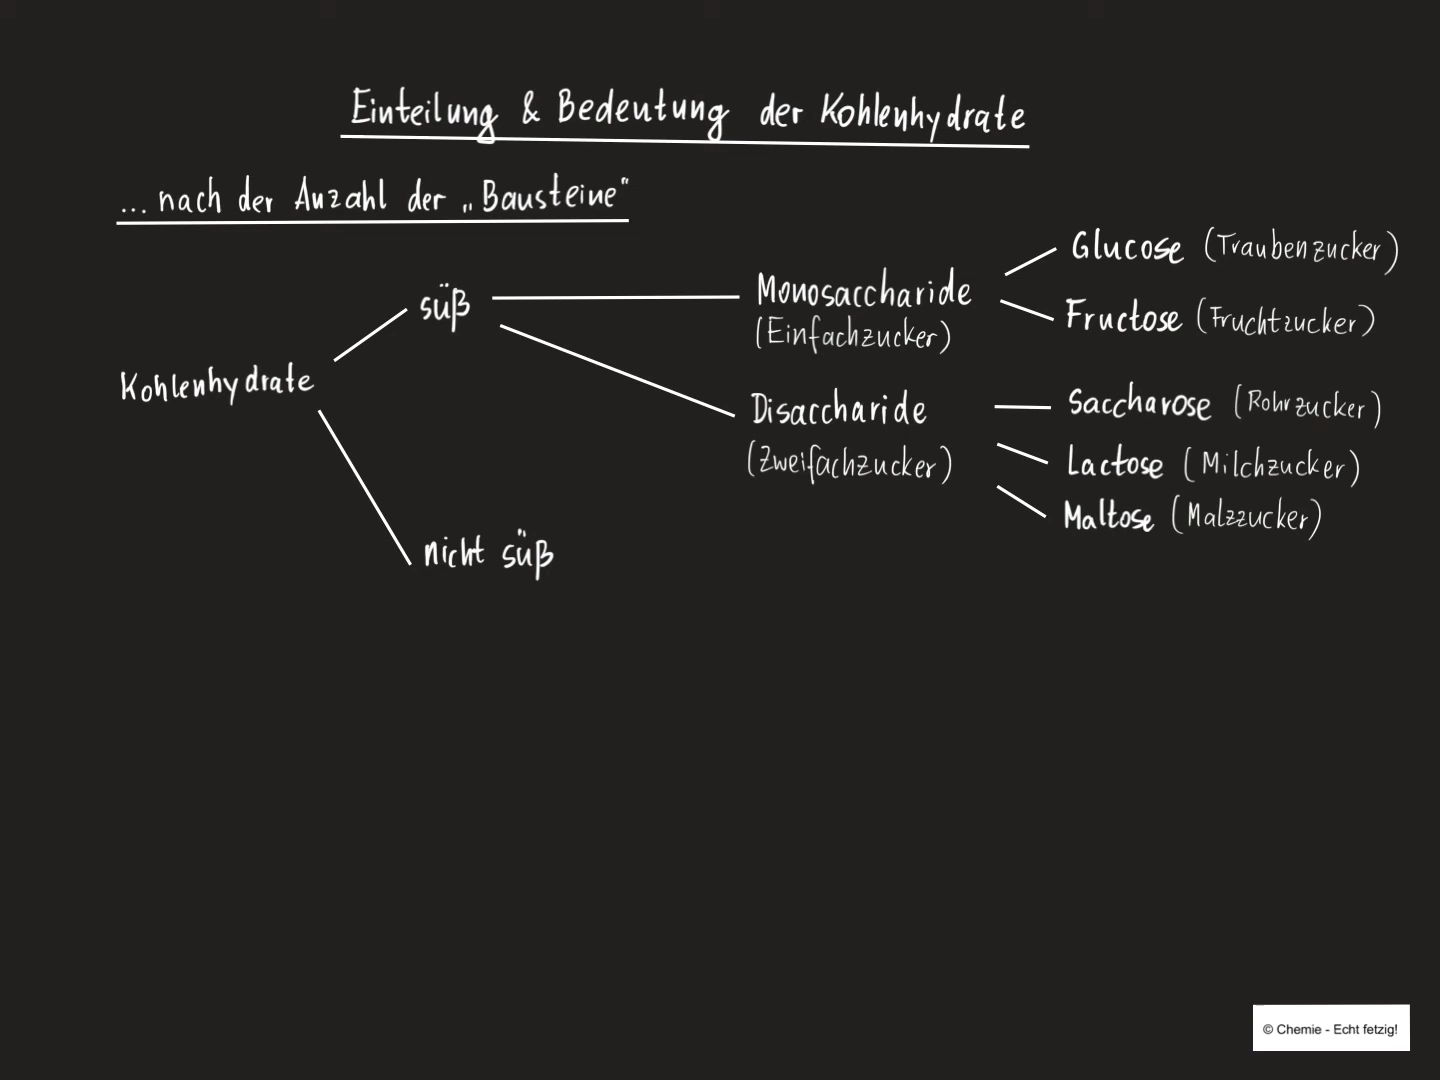 Einteilung & Bedeutung der Kohlenhydrate
... nach der Anzahl der „Bausteine"
Kohlenhydrate
süß
Monosaccharide
(Einfachzucker)
Glucose (Traubenzucker)
Fructose (Fruchtzucker)
Disaccharide
(Zweifachzucker)
Saccharose (Rohrzucker)
Lactose (Milchzucker)
Maltose (Malzzucker)
nicht süß
© Chemie - Echt fetzig!